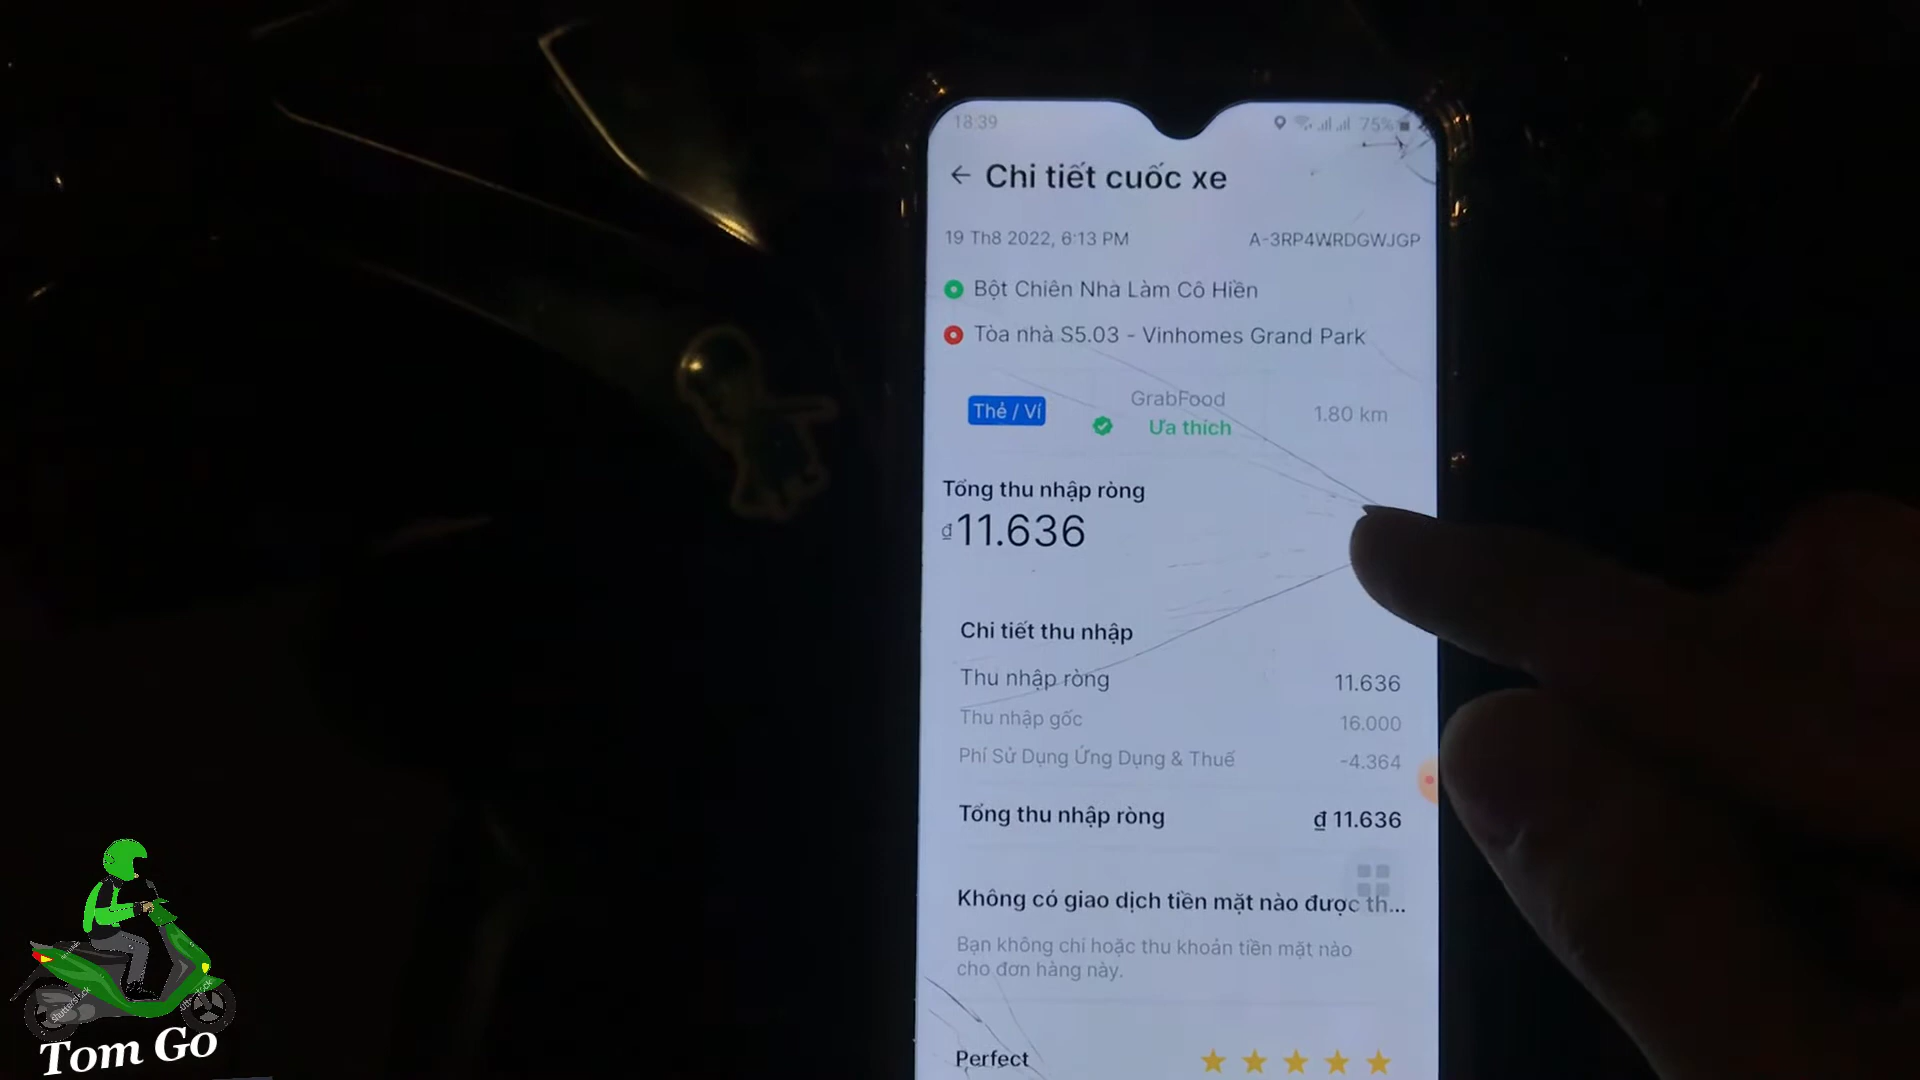 18:39
75%
Chi tiết cuốc xe
19 Th8 2022, 6:13 PM
A-3RP4WRDGWJGP
Bột Chiên Nhà Làm Cô Hiền
Tòa nhà S5.03 - Vinhomes Grand Park
Thẻ / Ví
GrabFood
Ưa thích
1.80 km
Tổng thu nhập ròng
₫11.636
Chi tiết thu nhập
Thu nhập ròng 11.636
Thu nhập gốc 16.000
Phí Sử Dụng Ứng Dụng & Thuế -4.364
Tổng thu nhập ròng ₫ 11.636
Không có giao dịch tiền mặt nào được th...
Bạn không chi hoặc thu khoản tiền mặt nào
cho đơn hàng này.
Perfect
shutterstock
Tom Go